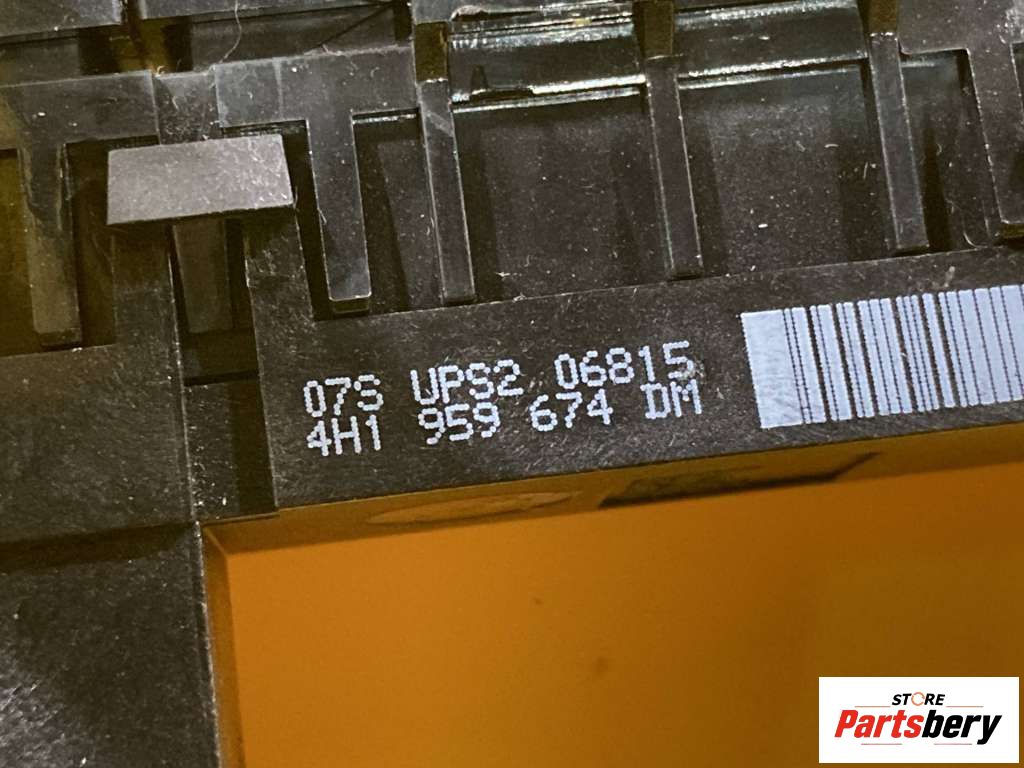 07S UPS2 06815
4H1 959 674 DM
STORE
Partsbery